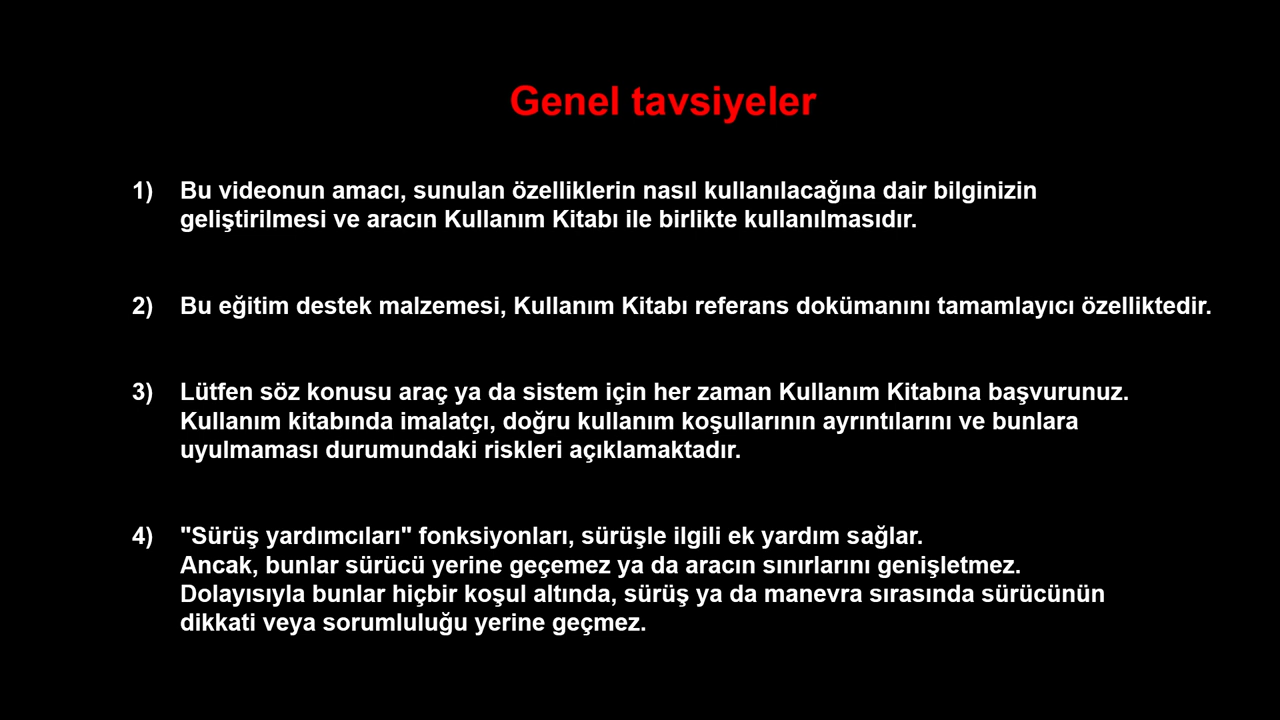 Genel tavsiyeler
1) Bu videonun amacı, sunulan özelliklerin nasıl kullanılacağına dair bilginizin
geliştirilmesi ve aracın Kullanım Kitabı ile birlikte kullanılmasıdır.
2) Bu eğitim destek malzemesi, Kullanım Kitabı referans dokümanını tamamlayıcı özelliktedir.
3) Lütfen söz konusu araç ya da sistem için her zaman Kullanım Kitabına başvurunuz.
Kullanım kitabında imalatçı, doğru kullanım koşullarının ayrıntılarını ve bunlara
uyulmaması durumundaki riskleri açıklamaktadır.
4) "Sürüş yardımcıları" fonksiyonları, sürüşle ilgili ek yardım sağlar.
Ancak, bunlar sürücü yerine geçemez ya da aracın sınırlarını genişletmez.
Dolayısıyla bunlar hiçbir koşul altında, sürüş ya da manevra sırasında sürücünün
dikkati veya sorumluluğu yerine geçmez.